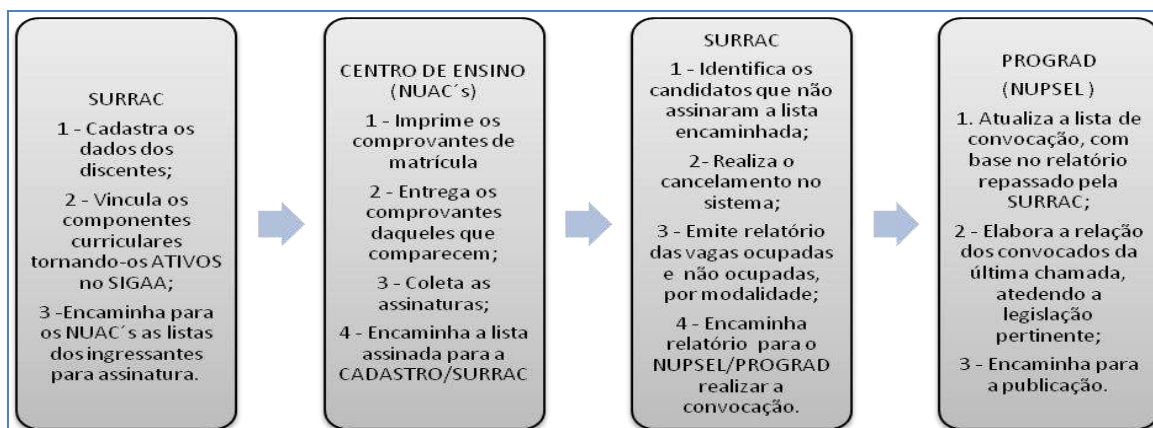 SURRAC
1 - Cadastra os
dados dos
discentes;
2 - Vincula os
componentes
curriculares
tornando-os ATIVOS
no SIGAA;
3 -Encaminha para
os NUAC´s as listas
dos ingressantes
para assinatura.
CENTRO DE ENSINO
(NUAC´s)
1 - Imprime os
comprovantes de
matrícula
2 - Entrega os
comprovantes
daqueles que
comparecem;
3 - Coleta as
assinaturas;
4 - Encaminha a lista
assinada para a
CADASTRO/SURRAC
SURRAC
1 - Identifica os
candidatos que não
assinaram a lista
encaminhada;
2- Realiza o
cancelamento no
sistema;
3 - Emite relatório
das vagas ocupadas
e não ocupadas,
por modalidade;
4 - Encaminha
relatório para o
NUPSEL/PROGRAD
realizar a
convocação.
PROGRAD
(NUPSEL)
1. Atualiza a lista de
convocação, com
base no relatório
repassado pela
SURRAC;
2 - Elabora a relação
dos convocados da
última chamada,
atedendo a
legislação
pertinente;
3 - Encaminha para
a publicação.